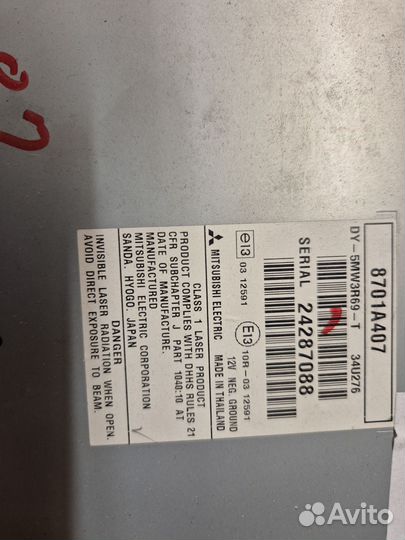 8701A407
DY-5MW3R69-T 34U276
SERIAL 24287088
e13 03 12591
E13 10R-03 12591
MITSUBISHI ELECTRIC
12V NEG. GROUND
MADE IN THAILAND
CLASS 1 LASER PRODUCT
PRODUCT COMPLIES WITH DHHS RULES 21
CFR SUBCHAPTER J PART 1040:10 AT
DATE OF MANUFACTURE.
MANUFACTURED
MITSUBISHI ELECTRIC CORPORATION
SANDA, HYOGO, JAPAN
DANGER
INVISIBLE LASER RADIATION WHEN OPEN.
AVOID DIRECT EXPOSURE TO BEAM.
Avito